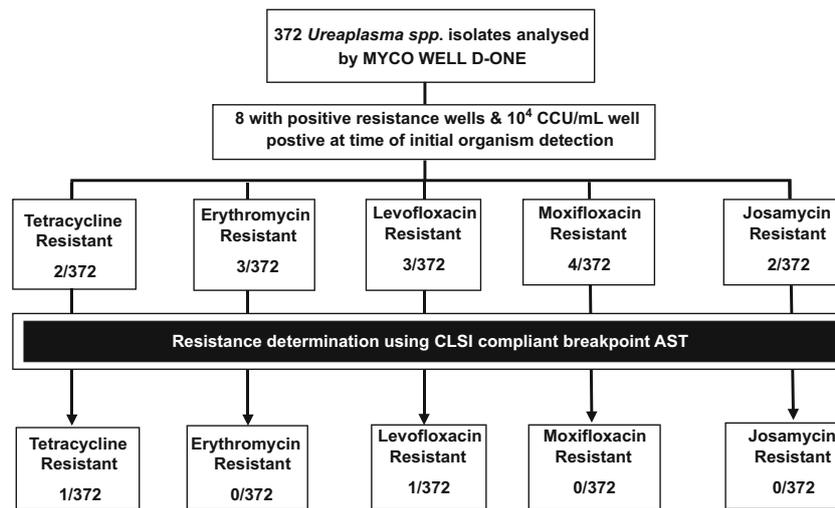 372 Ureaplasma spp. isolates analysed
by MYCO WELL D-ONE
8 with positive resistance wells & 10⁴ CCU/mL well
postive at time of initial organism detection
Tetracycline
Resistant
2/372
Erythromycin
Resistant
3/372
Levofloxacin
Resistant
3/372
Moxifloxacin
Resistant
4/372
Josamycin
Resistant
2/372
Resistance determination using CLSI compliant breakpoint AST
Tetracycline
Resistant
1/372
Erythromycin
Resistant
0/372
Levofloxacin
Resistant
1/372
Moxifloxacin
Resistant
0/372
Josamycin
Resistant
0/372